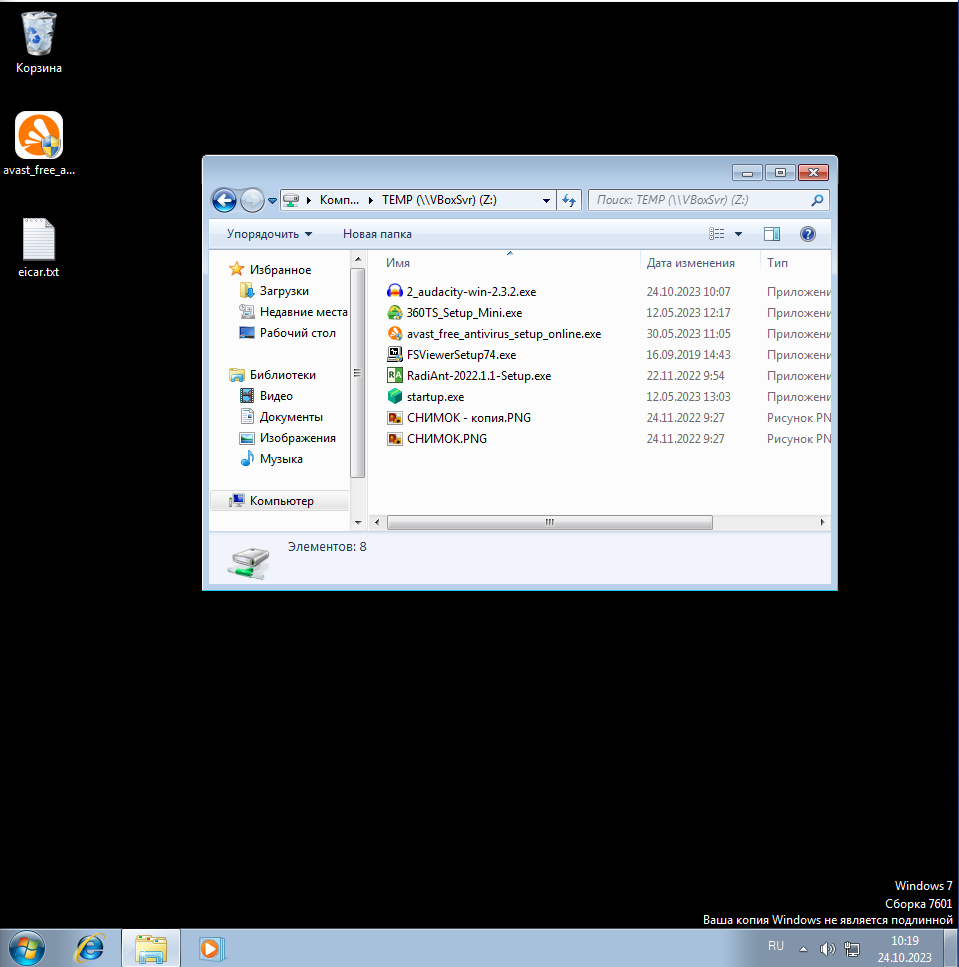 Корзина
avast_free_a...
eicar.txt
Комп... TEMP (\\VBoxSvr) (Z:)
Поиск: TEMP (\\VBoxSvr) (Z:)
Упорядочить
Новая папка
Избранное
Загрузки
Недавние места
Рабочий стол
Библиотеки
Видео
Документы
Изображения
Музыка
Компьютер
Имя Дата изменения Тип
2_audacity-win-2.3.2.exe 24.10.2023 10:07 Приложени
360TS_Setup_Mini.exe 12.05.2023 12:17 Приложени
avast_free_antivirus_setup_online.exe 30.05.2023 11:05 Приложени
FSViewerSetup74.exe 16.09.2019 14:43 Приложени
RadiAnt-2022.1.1-Setup.exe 22.11.2022 9:54 Приложени
startup.exe 12.05.2023 13:03 Приложени
СНИМОК - копия.PNG 24.11.2022 9:27 Рисунок PN
СНИМОК.PNG 24.11.2022 9:27 Рисунок PN
Элементов: 8
Windows 7
Сборка 7601
Ваша копия Windows не является подлинной
RU
10:19
24.10.2023